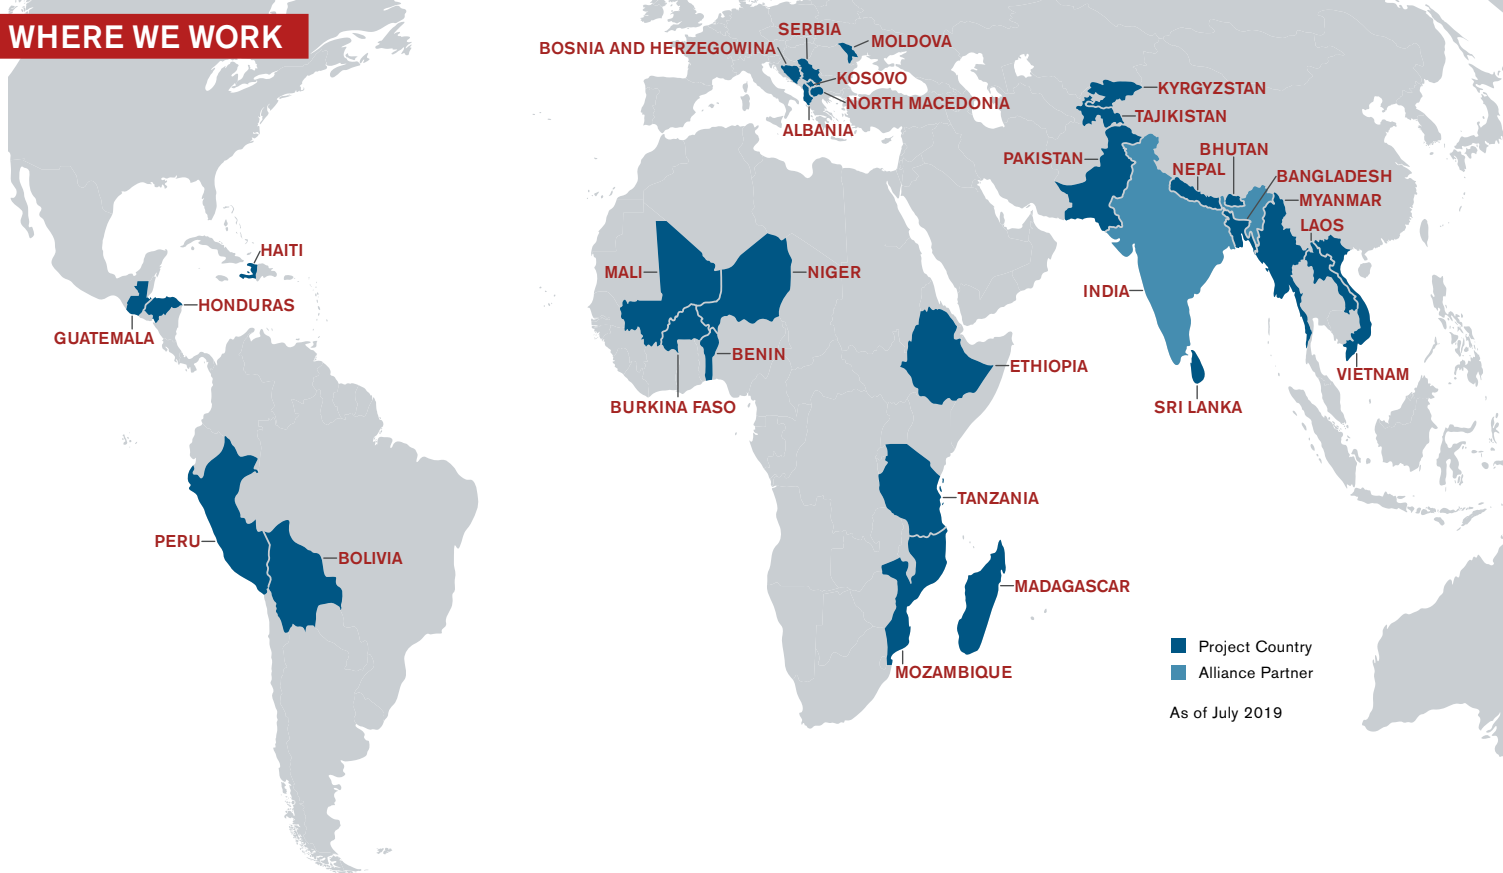 WHERE WE WORK
SERBIA
BOSNIA AND HERZEGOWINA
MOLDOVA
KOSOVO
NORTH MACEDONIA
ALBANIA
KYRGYZSTAN
TAJIKISTAN
PAKISTAN
BHUTAN
NEPAL
BANGLADESH
MYANMAR
LAOS
INDIA
VIETNAM
SRI LANKA
HAITI
HONDURAS
GUATEMALA
MALI
NIGER
BENIN
BURKINA FASO
ETHIOPIA
TANZANIA
PERU
BOLIVIA
MADAGASCAR
MOZAMBIQUE
Project Country
Alliance Partner
As of July 2019